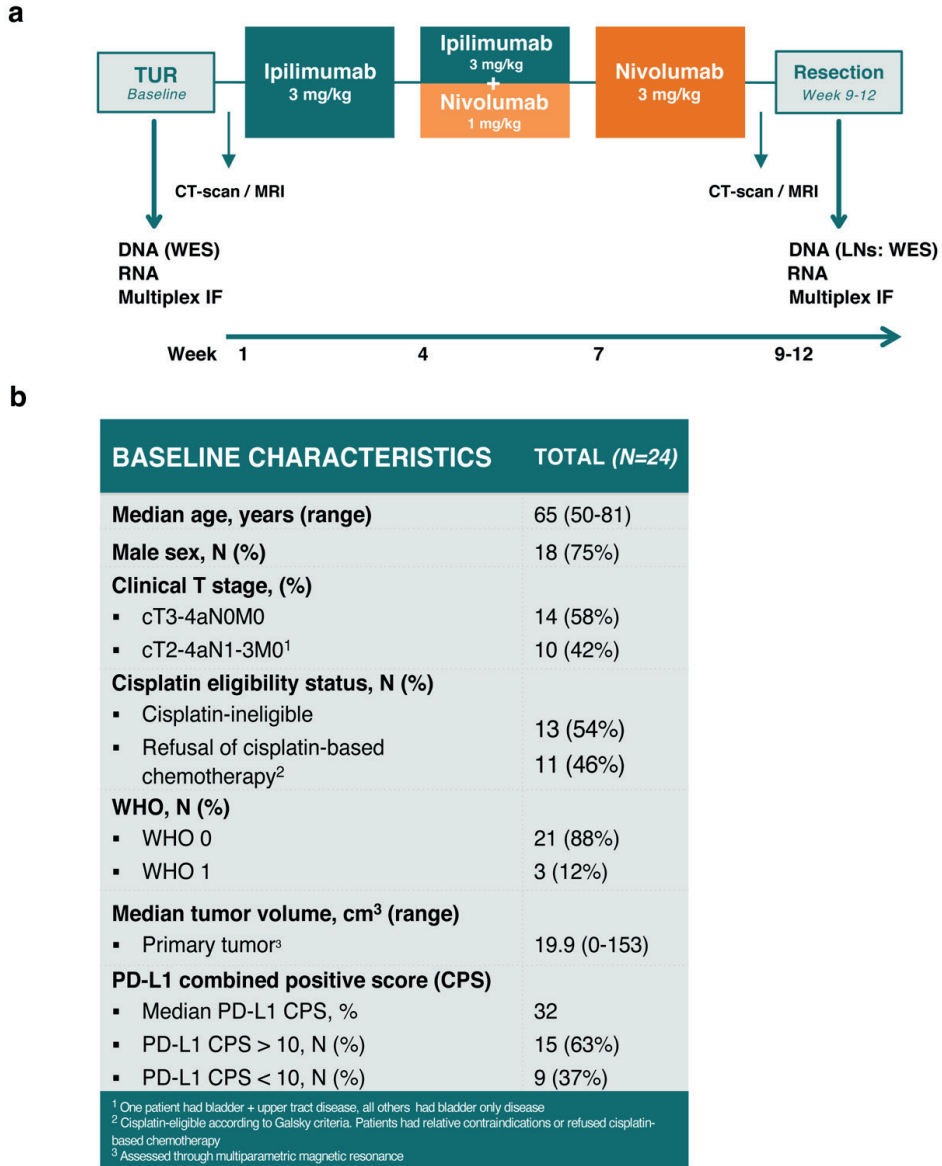 a
TUR
Baseline
Ipilimumab
3 mg/kg
Ipilimumab
3 mg/kg
+
Nivolumab
1 mg/kg
Nivolumab
3 mg/kg
Resection
Week 9-12
CT-scan / MRI
CT-scan / MRI
DNA (WES)
RNA
Multiplex IF
DNA (LNs: WES)
RNA
Multiplex IF
Week 1 4 7 9-12
b
BASELINE CHARACTERISTICS TOTAL (N=24)
Median age, years (range) 65 (50-81)
Male sex, N (%) 18 (75%)
Clinical T stage, (%)
▪ cT3-4aN0M0 14 (58%)
▪ cT2-4aN1-3M0¹ 10 (42%)
Cisplatin eligibility status, N (%)
▪ Cisplatin-ineligible 13 (54%)
▪ Refusal of cisplatin-based
chemotherapy² 11 (46%)
WHO, N (%)
▪ WHO 0 21 (88%)
▪ WHO 1 3 (12%)
Median tumor volume, cm³ (range)
▪ Primary tumor³ 19.9 (0-153)
PD-L1 combined positive score (CPS)
▪ Median PD-L1 CPS, % 32
▪ PD-L1 CPS > 10, N (%) 15 (63%)
▪ PD-L1 CPS < 10, N (%) 9 (37%)
¹ One patient had bladder + upper tract disease, all others had bladder only disease
² Cisplatin-eligible according to Galsky criteria. Patients had relative contraindications or refused cisplatin-
based chemotherapy
³ Assessed through multiparametric magnetic resonance